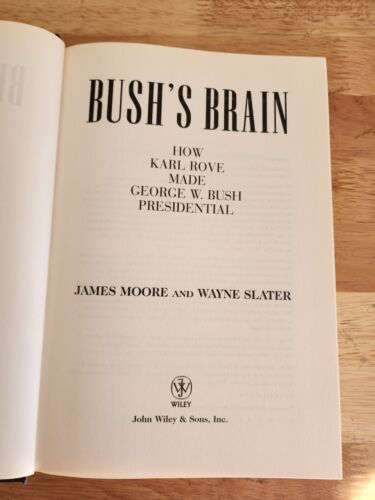 BUSH'S BRAIN
HOW
KARL ROVE
MADE
GEORGE W. BUSH
PRESIDENTIAL
JAMES MOORE AND WAYNE SLATER
WILEY
John Wiley & Sons, Inc.